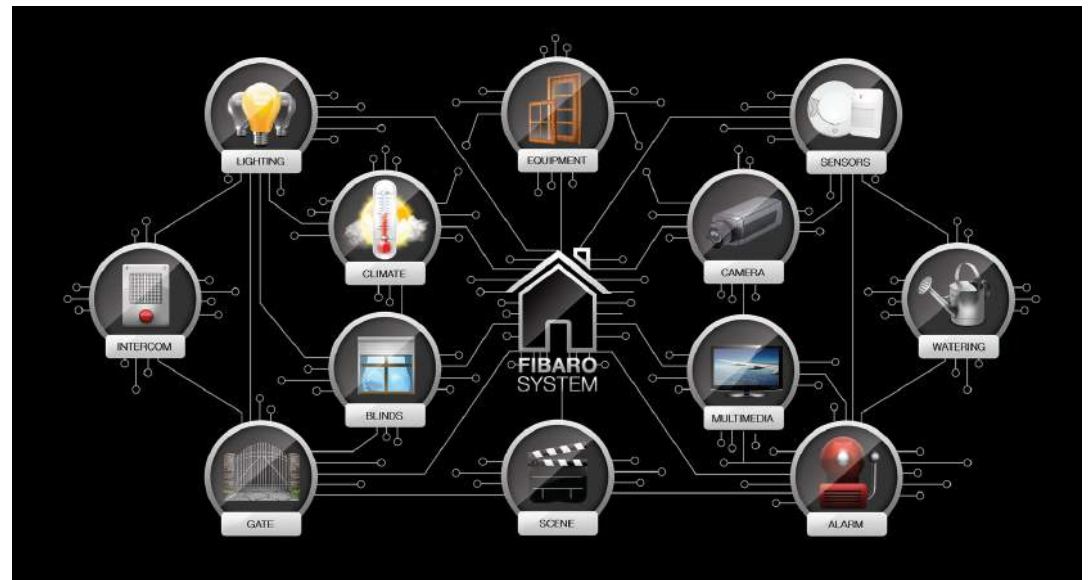 LIGHTING
EQUIPMENT
SENSORS
CLIMATE
CAMERA
INTERCOM
WATERING
FIBARO
SYSTEM
BLINDS
MULTIMEDIA
GATE
SCENE
ALARM